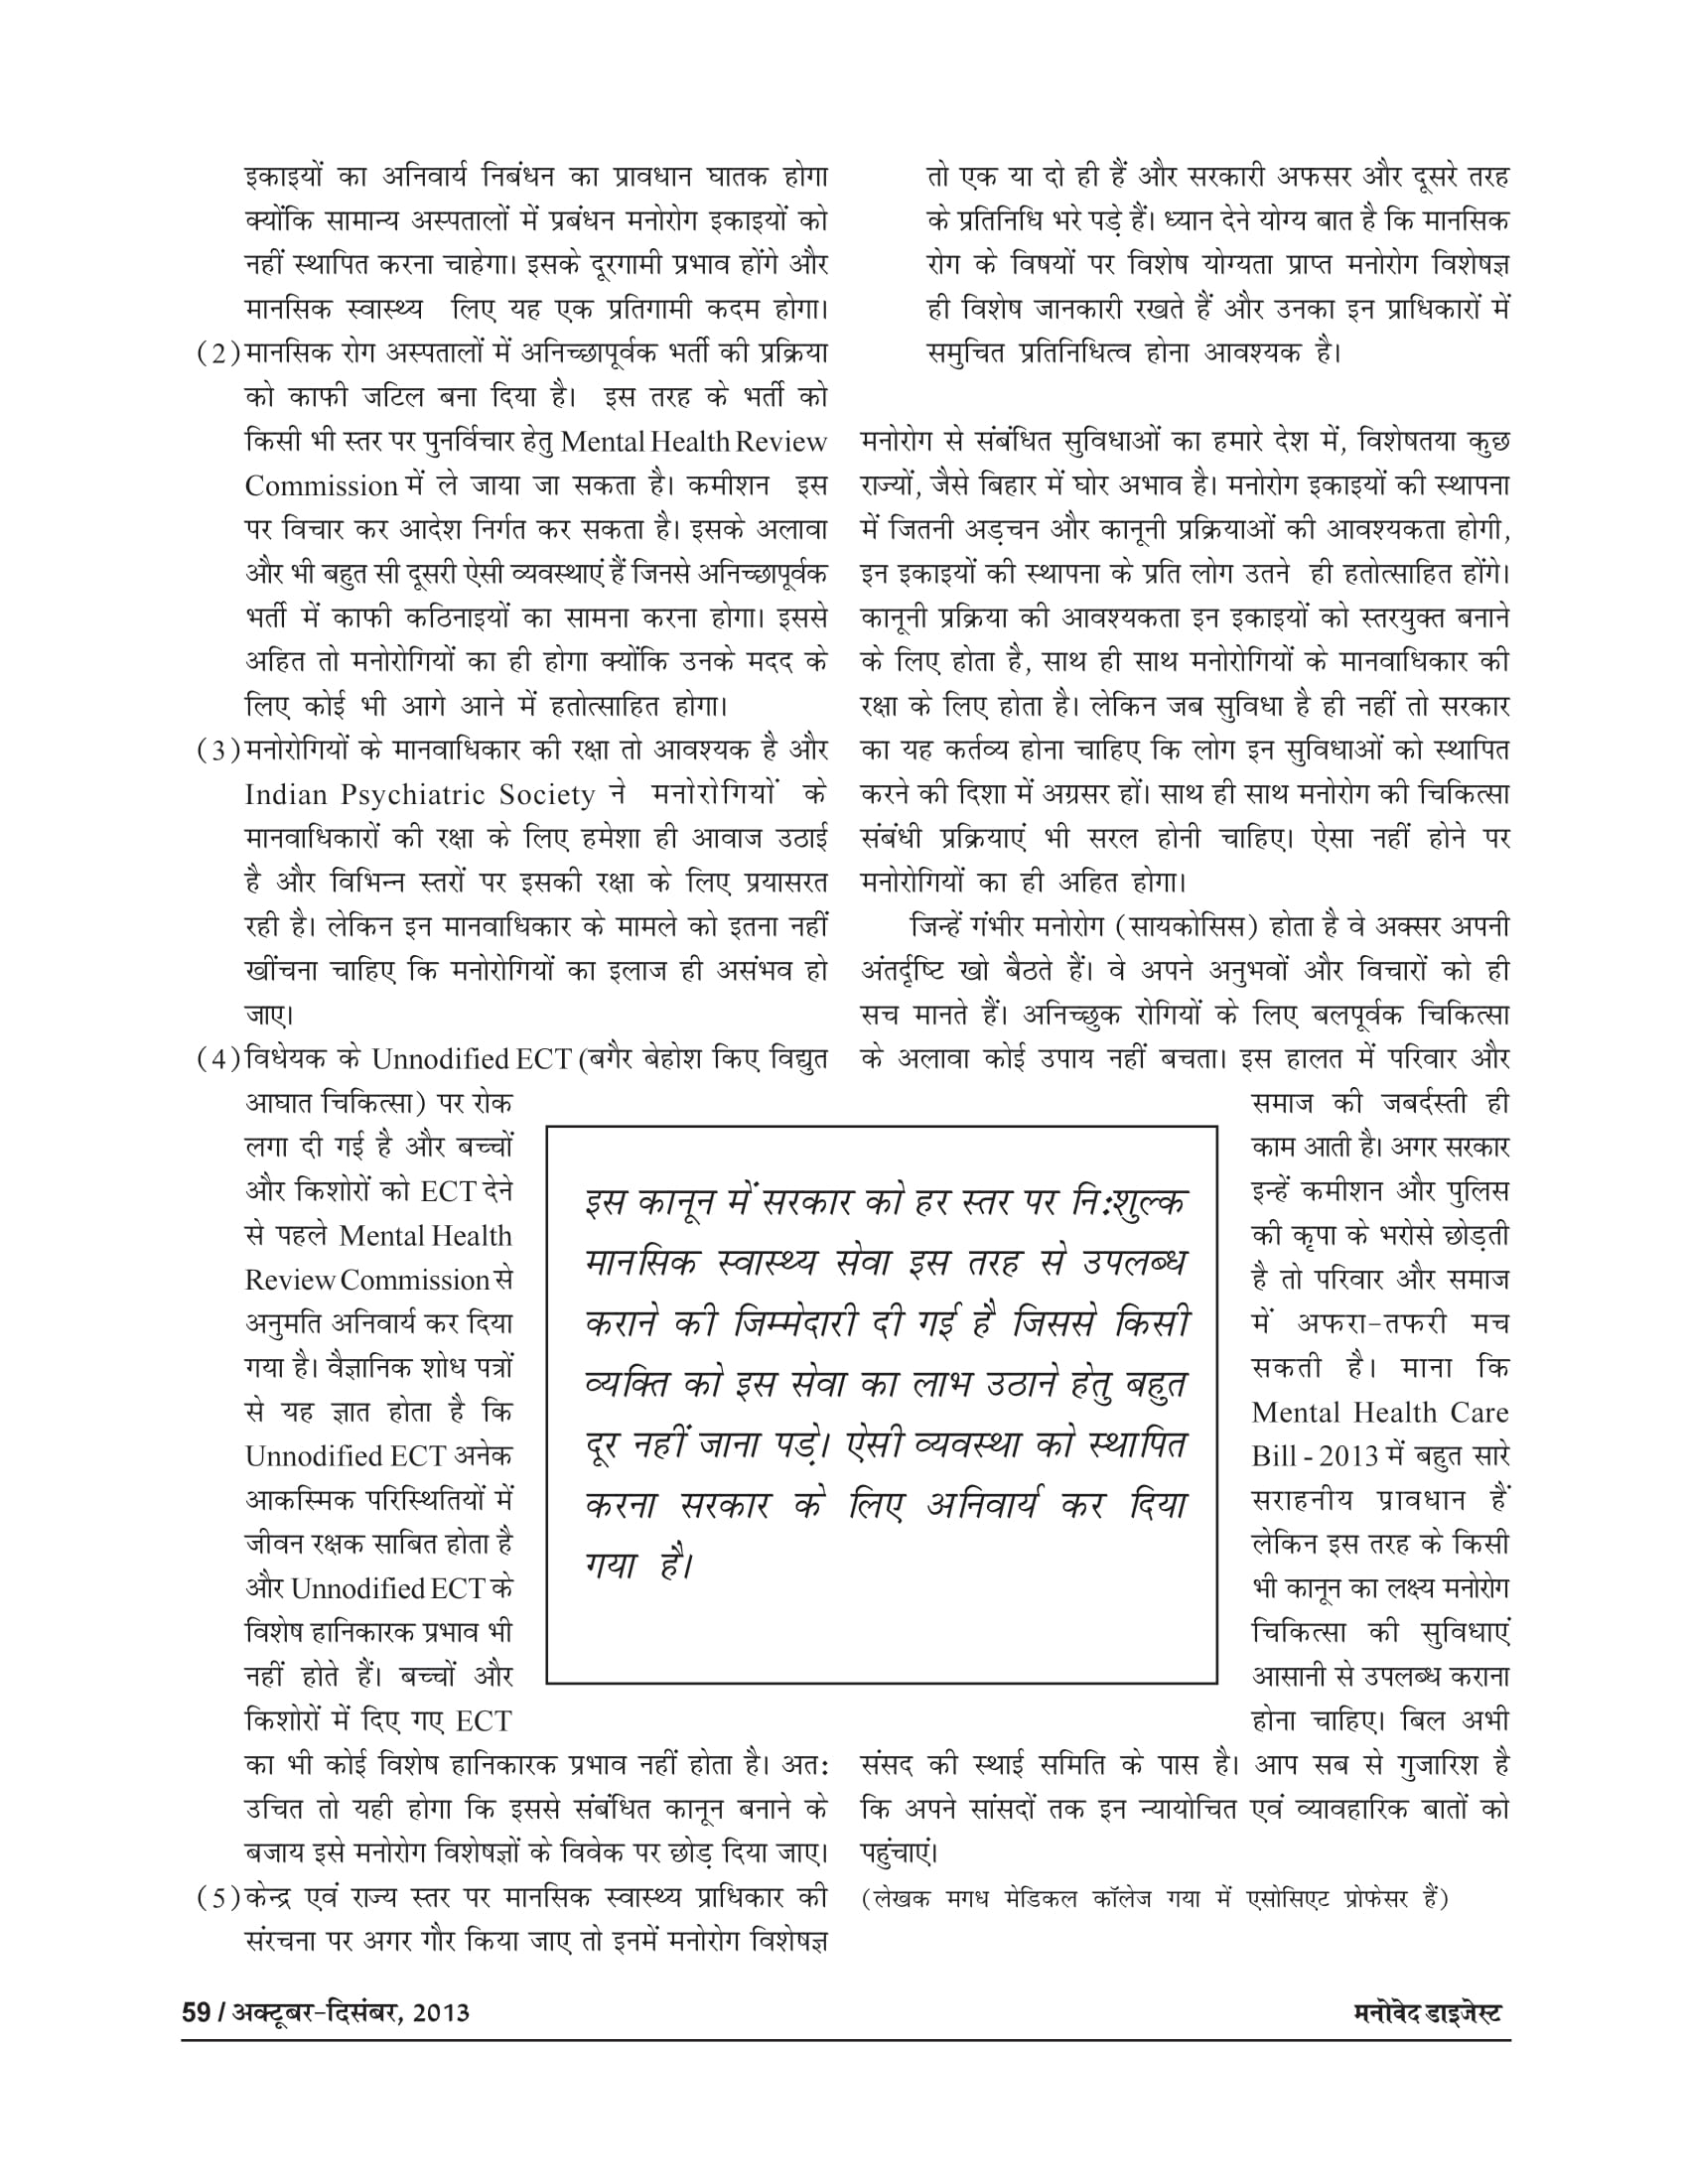 इकाइयों का अनिवार्य निबंधन का प्रावधान घातक होगा
क्योंकि सामान्य अस्पतालों में प्रबंधन मनोरोग इकाइयों को
नहीं स्थापित करना चाहेगा। इसके दूरगामी प्रभाव होंगे और
मानसिक स्वास्थ्य लिए यह एक प्रतिगामी कदम होगा।
(2) मानसिक रोग अस्पतालों में अनिच्छापूर्वक भर्ती की प्रक्रिया
को काफी जटिल बना दिया है। इस तरह के भर्ती को
किसी भी स्तर पर पुनर्विचार हेतु Mental Health Review
Commission में ले जाया जा सकता है। कमीशन इस
पर विचार कर आदेश निर्गत कर सकता है। इसके अलावा
और भी बहुत सी दूसरी ऐसी व्यवस्थाएं हैं जिनसे अनिच्छापूर्वक
भर्ती में काफी कठिनाइयों का सामना करना होगा। इससे
अहित तो मनोरोगियों का ही होगा क्योंकि उनके मदद के
लिए कोई भी आगे आने में हतोत्साहित होगा।
(3) मनोरोगियों के मानवाधिकार की रक्षा तो आवश्यक है और
Indian Psychiatric Society ने मनोरोगियों के
मानवाधिकारों की रक्षा के लिए हमेशा ही आवाज उठाई
है और विभिन्न स्तरों पर इसकी रक्षा के लिए प्रयासरत
रही है। लेकिन इन मानवाधिकार के मामले को इतना नहीं
खींचना चाहिए कि मनोरोगियों का इलाज ही असंभव हो
जाए।
(4) विधेयक के Unnodified ECT (बगैर बेहोश किए विद्युत
आघात चिकित्सा) पर रोक
लगा दी गई है और बच्चों
और किशोरों को ECT देने
से पहले Mental Health
Review Commission से
अनुमति अनिवार्य कर दिया
गया है। वैज्ञानिक शोध पत्रों
से यह ज्ञात होता है कि
Unnodified ECT अनेक
आकस्मिक परिस्थितियों में
जीवन रक्षक साबित होता है
और Unnodified ECT के
विशेष हानिकारक प्रभाव भी
नहीं होते हैं। बच्चों और
किशोरों में दिए गए ECT
का भी कोई विशेष हानिकारक प्रभाव नहीं होता है। अत:
उचित तो यही होगा कि इससे संबंधित कानून बनाने के
बजाय इसे मनोरोग विशेषज्ञों के विवेक पर छोड़ दिया जाए।
(5) केन्द्र एवं राज्य स्तर पर मानसिक स्वास्थ्य प्राधिकार की
संरचना पर अगर गौर किया जाए तो इनमें मनोरोग विशेषज्ञ
इस कानून में सरकार को हर स्तर पर नि:शुल्क
मानसिक स्वास्थ्य सेवा इस तरह से उपलब्ध
कराने की जिम्मेदारी दी गई है जिससे किसी
व्यक्ति को इस सेवा का लाभ उठाने हेतु बहुत
दूर नहीं जाना पड़े। ऐसी व्यवस्था को स्थापित
करना सरकार के लिए अनिवार्य कर दिया
गया है।
तो एक या दो ही हैं और सरकारी अफसर और दूसरे तरह
के प्रतिनिधि भरे पड़े हैं। ध्यान देने योग्य बात है कि मानसिक
रोग के विषयों पर विशेष योग्यता प्राप्त मनोरोग विशेषज्ञ
ही विशेष जानकारी रखते हैं और उनका इन प्राधिकारों में
समुचित प्रतिनिधित्व होना आवश्यक है।
मनोरोग से संबंधित सुविधाओं का हमारे देश में, विशेषतया कुछ
राज्यों, जैसे बिहार में घोर अभाव है। मनोरोग इकाइयों की स्थापना
में जितनी अड़चन और कानूनी प्रक्रियाओं की आवश्यकता होगी,
इन इकाइयों की स्थापना के प्रति लोग उतने ही हतोत्साहित होंगे।
कानूनी प्रक्रिया की आवश्यकता इन इकाइयों को स्तरयुक्त बनाने
के लिए होता है, साथ ही साथ मनोरोगियों के मानवाधिकार की
रक्षा के लिए होता है। लेकिन जब सुविधा है ही नहीं तो सरकार
का यह कर्तव्य होना चाहिए कि लोग इन सुविधाओं को स्थापित
करने की दिशा में अग्रसर हों। साथ ही साथ मनोरोग की चिकित्सा
संबंधी प्रक्रियाएं भी सरल होनी चाहिए। ऐसा नहीं होने पर
मनोरोगियों का ही अहित होगा।
जिन्हें गंभीर मनोरोग (सायकोसिस) होता है वे अक्सर अपनी
अंतर्दृष्टि खो बैठते हैं। वे अपने अनुभवों और विचारों को ही
सच मानते हैं। अनिच्छुक रोगियों के लिए बलपूर्वक चिकित्सा
के अलावा कोई उपाय नहीं बचता। इस हालत में परिवार और
समाज की जबर्दस्ती ही
काम आती है। अगर सरकार
इन्हें कमीशन और पुलिस
की कृपा के भरोसे छोड़ती
है तो परिवार और समाज
में अफरा-तफरी मच
सकती है। माना कि
Mental Health Care
Bill - 2013 में बहुत सारे
सराहनीय प्रावधान हैं
लेकिन इस तरह के किसी
भी कानून का लक्ष्य मनोरोग
चिकित्सा की सुविधाएं
आसानी से उपलब्ध कराना
होना चाहिए। बिल अभी
संसद की स्थाई समिति के पास है। आप सब से गुजारिश है
कि अपने सांसदों तक इन न्यायोचित एवं व्यावहारिक बातों को
पहुंचाएं।
(लेखक मगध मेडिकल कॉलेज गया में एसोसिएट प्रोफेसर हैं)
59 / अक्टूबर-दिसंबर, 2013
मनोवेद डाइजेस्ट